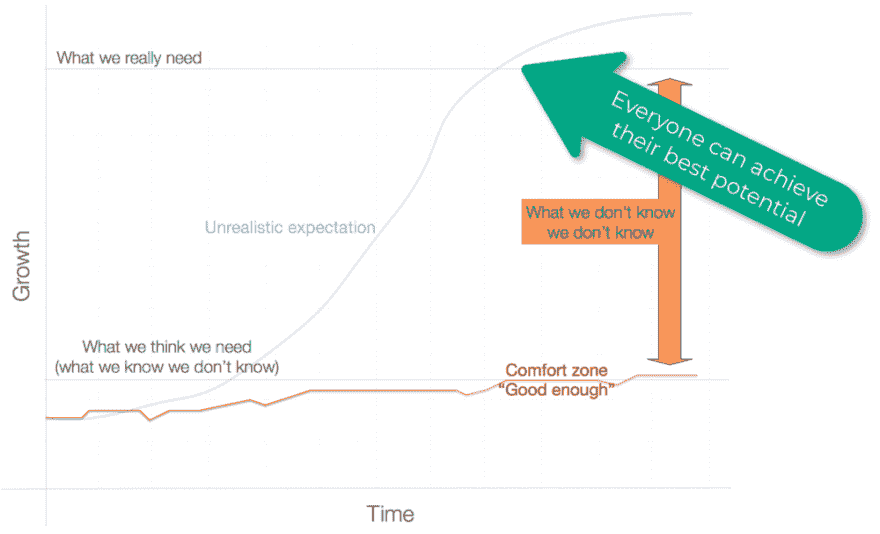 What we really need
Everyone can achieve
their best potential
What we don't know
we don't know
Unrealistic expectation
Growth
What we think we need
(what we know we don't know)
Comfort zone
"Good enough"
Time